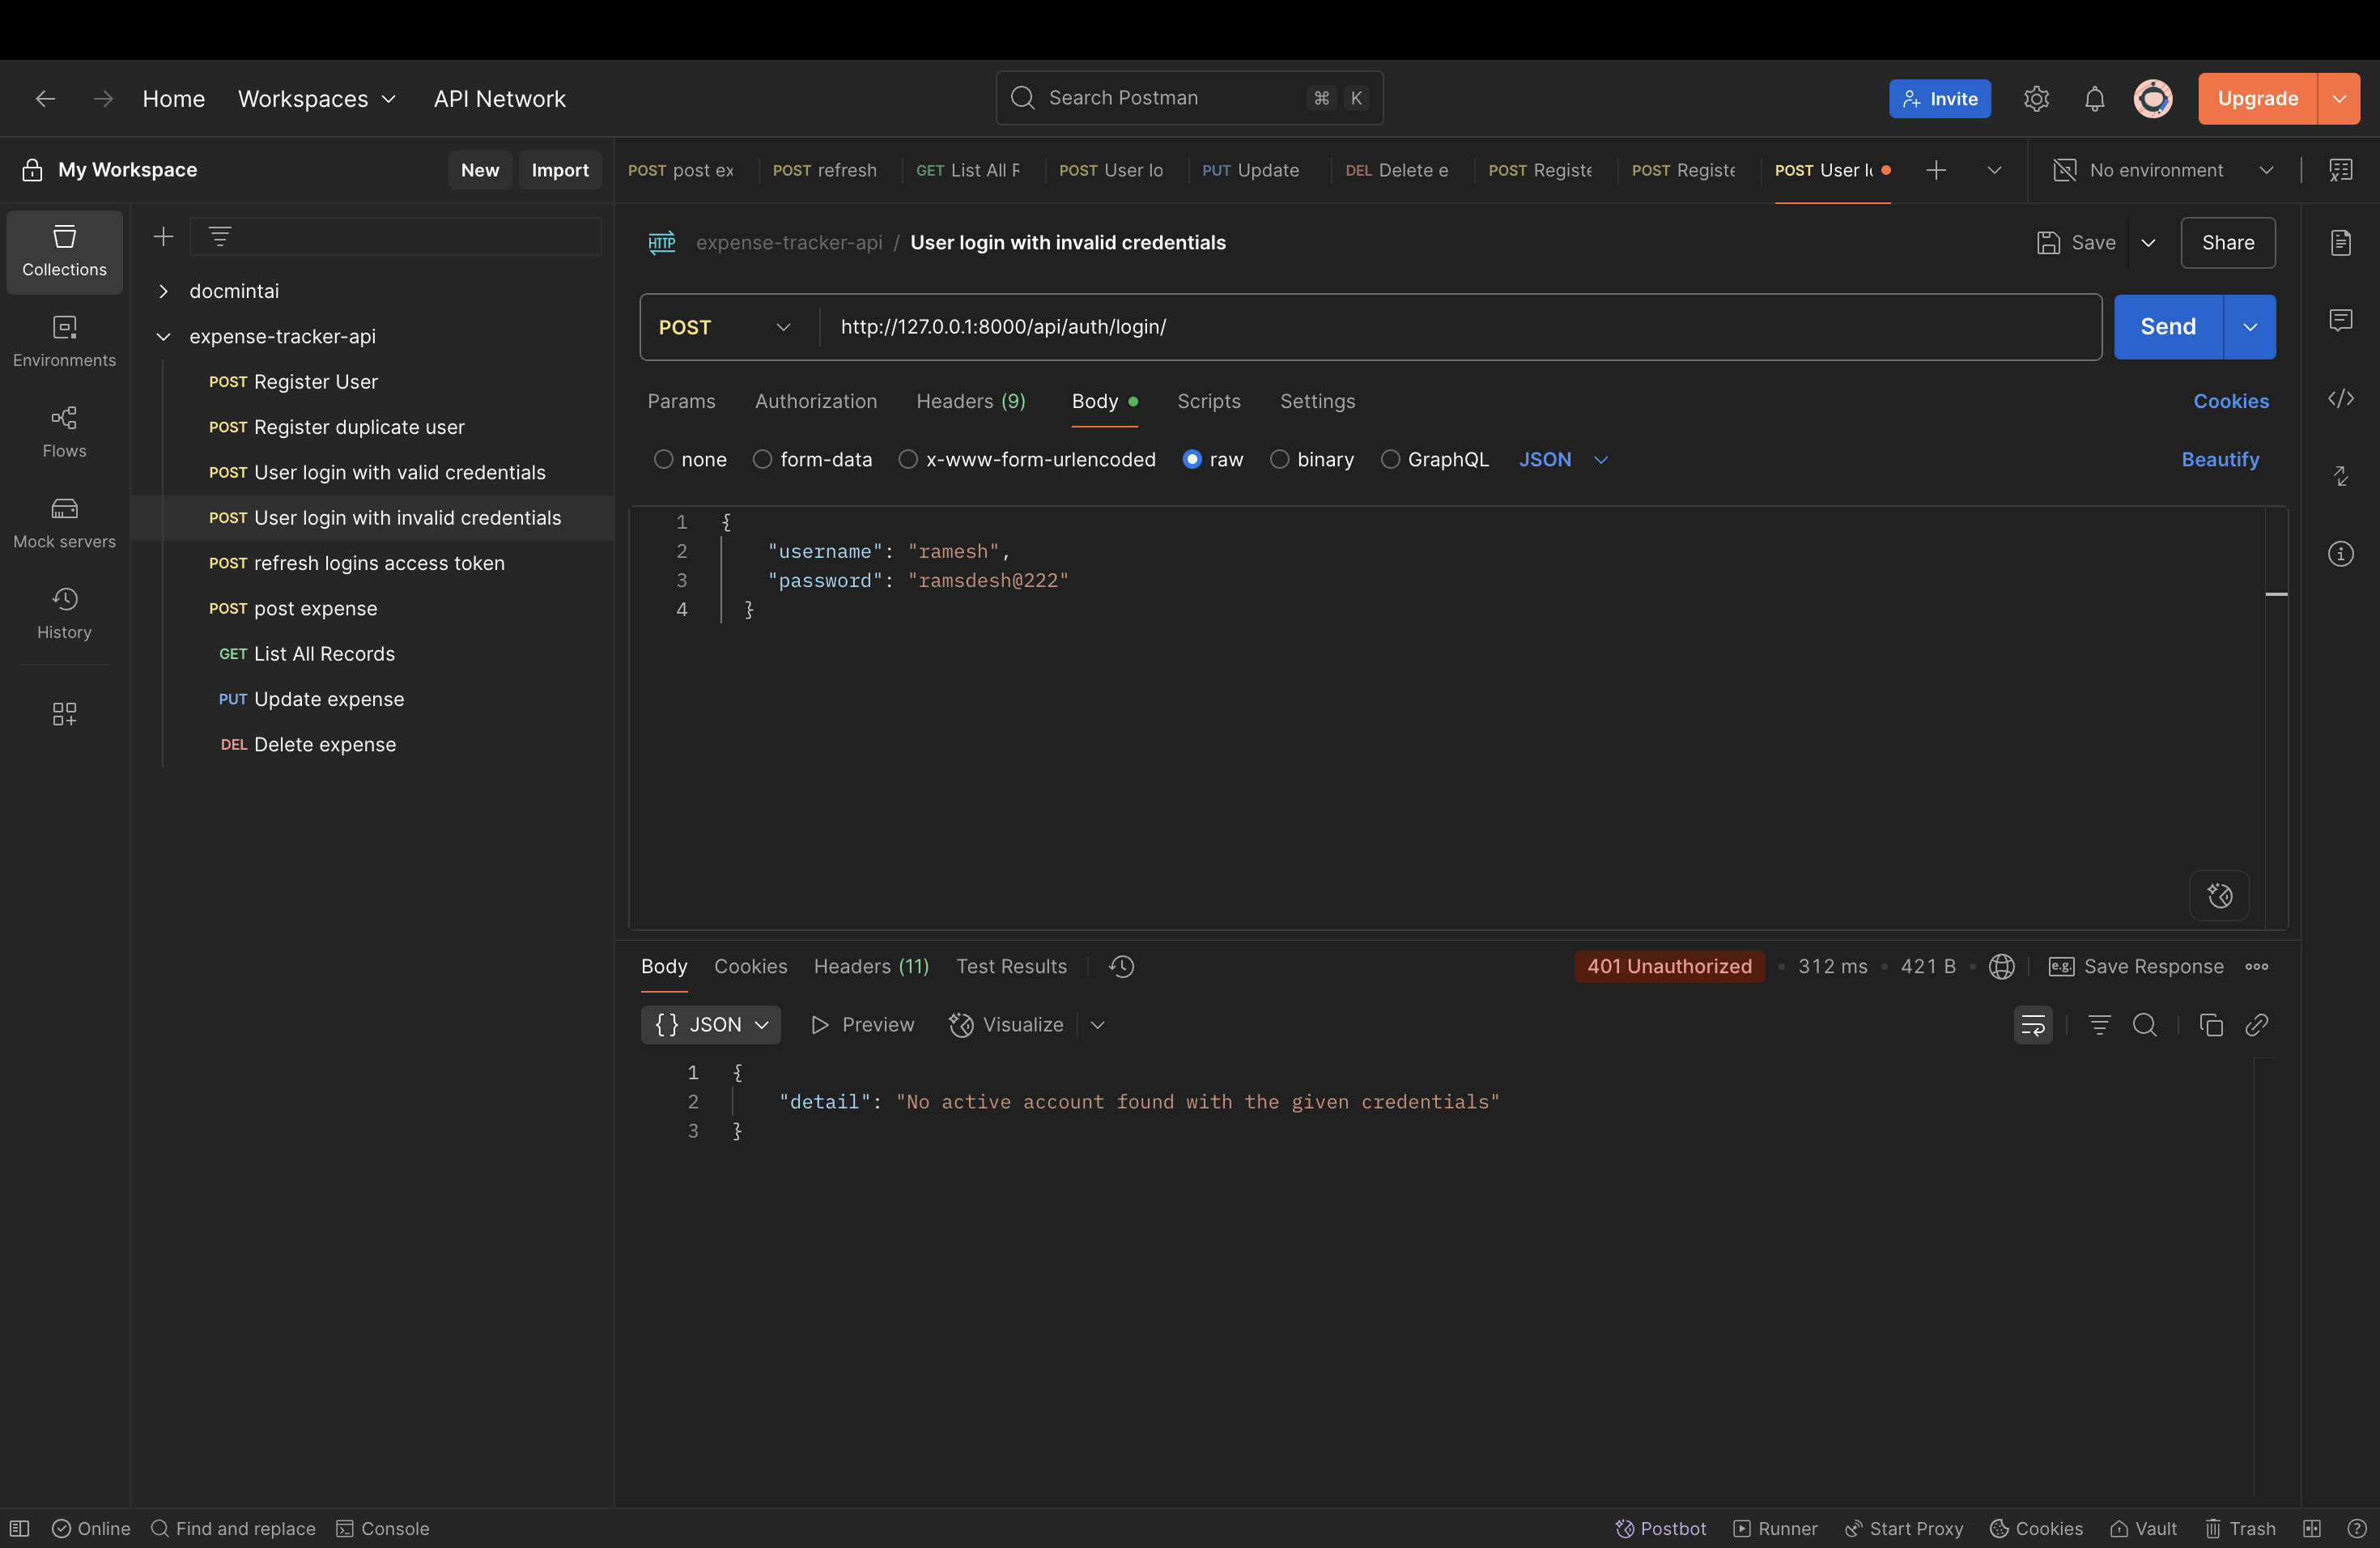 Home Workspaces API Network
Search Postman ⌘ K
Invite
Upgrade
My Workspace
New Import
POST post ex
POST refresh
GET List All R
POST User lo
PUT Update
DEL Delete e
POST Registe
POST Registe
POST User lo
No environment
Collections
Environments
Flows
Mock servers
History
docmintai
expense-tracker-api
POST Register User
POST Register duplicate user
POST User login with valid credentials
POST User login with invalid credentials
POST refresh logins access token
POST post expense
GET List All Records
PUT Update expense
DEL Delete expense
HTTP expense-tracker-api / User login with invalid credentials
Save Share
POST http://127.0.0.1:8000/api/auth/login/ Send
Params Authorization Headers (9) Body Scripts Settings Cookies
none form-data x-www-form-urlencoded raw binary GraphQL JSON Beautify
1 {
2 "username": "ramesh",
3 "password": "ramsdesh@222"
4 }
Body Cookies Headers (11) Test Results 401 Unauthorized • 312 ms • 421 B • e.g. Save Response
{} JSON Preview Visualize
1 {
2 "detail": "No active account found with the given credentials"
3 }
Online Find and replace Console Postbot Runner Start Proxy Cookies Vault Trash